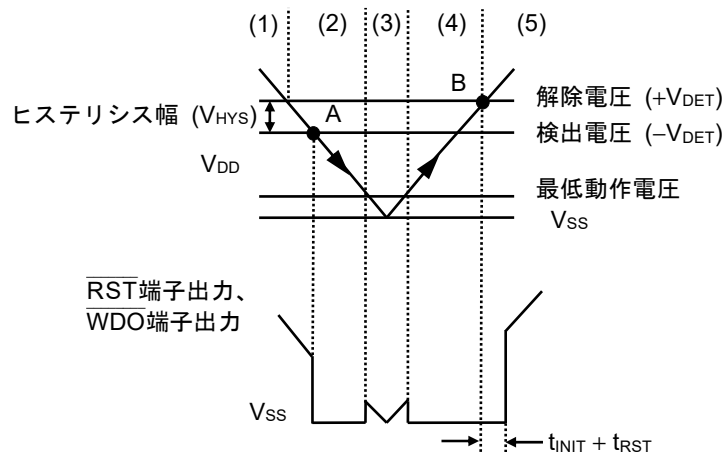 (1) (2) (3) (4) (5)
B
解除電圧 (+VDET)
ヒステリシス幅 (VHYS)
A
検出電圧 (−VDET)
VDD
最低動作電圧
VSS
RST端子出力、
WDO端子出力
VSS
tINIT + tRST